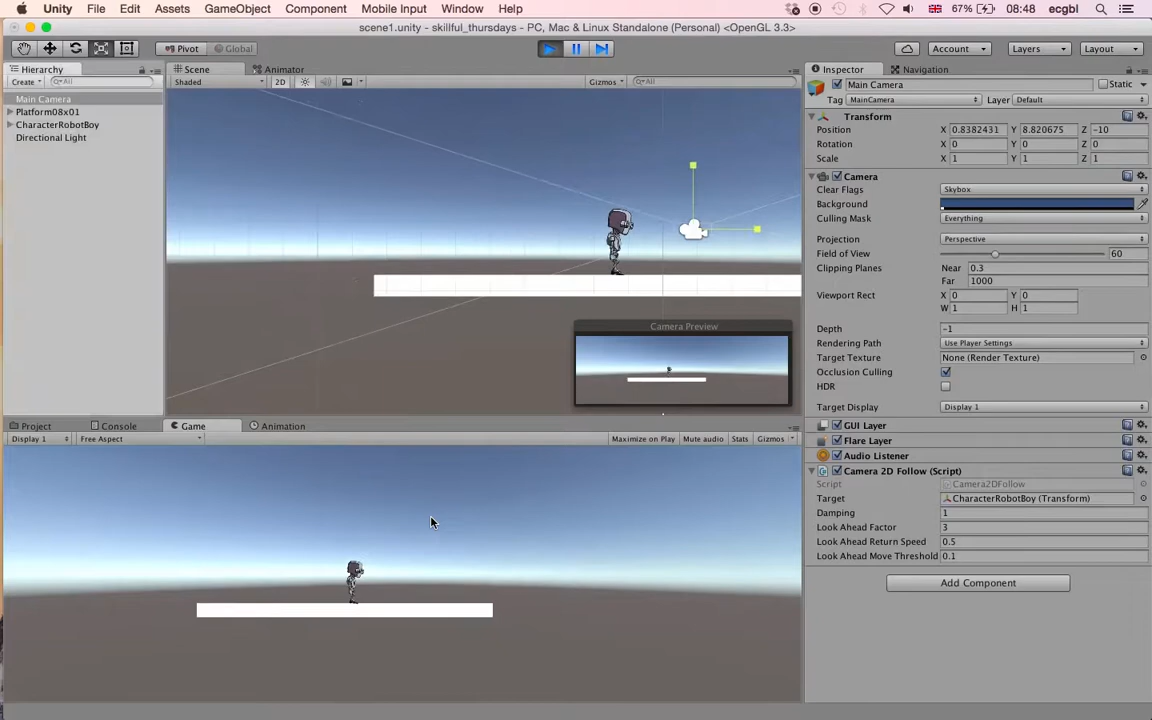 Unity File Edit Assets GameObject Component Mobile Input Window Help 67% 08:48 ecgbl
scene1.unity - skillful_thursdays - PC, Mac & Linux Standalone (Personal) <OpenGL 3.3>
Pivot Global Account Layers Layout
Hierarchy
Create All
Main Camera
Platform08x01
CharacterRobotBoy
Directional Light
Scene Animator
Shaded 2D Gizmos All
Camera Preview
Project Console Game Animation
Display 1 Free Aspect Maximize on Play Mute audio Stats Gizmos
Inspector Navigation
Main Camera Static
Tag MainCamera Layer Default
Transform
Position X 0.8382431 Y 8.820675 Z -10
Rotation X 0 Y 0 Z 0
Scale X 1 Y 1 Z 1
Camera
Clear Flags Skybox
Background
Culling Mask Everything
Projection Perspective
Field of View 60
Clipping Planes Near 0.3
Far 1000
Viewport Rect X 0 Y 0
W 1 H 1
Depth -1
Rendering Path Use Player Settings
Target Texture None (Render Texture)
Occlusion Culling
HDR
Target Display Display 1
GUI Layer
Flare Layer
Audio Listener
Camera 2D Follow (Script)
Script Camera2DFollow
Target CharacterRobotBoy (Transform)
Damping 1
Look Ahead Factor 3
Look Ahead Return Speed 0.5
Look Ahead Move Threshold 0.1
Add Component